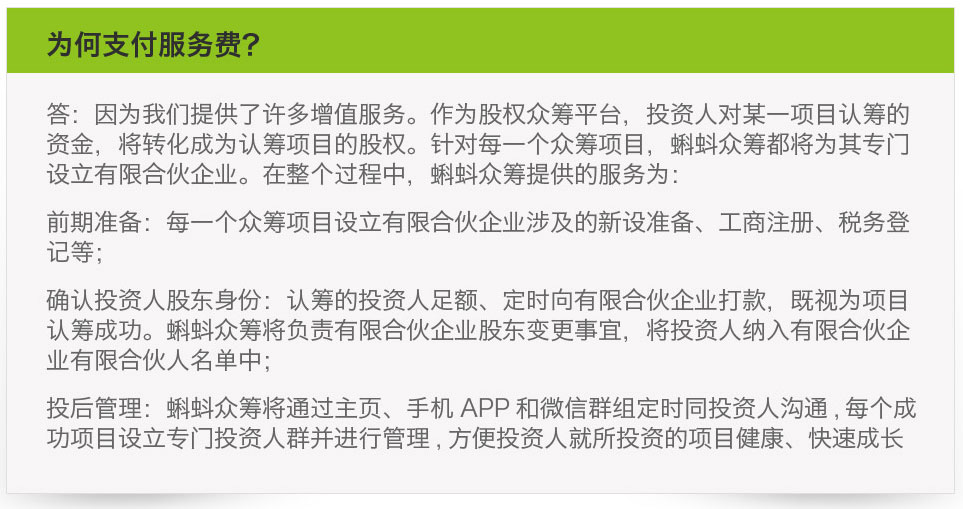 为何支付服务费?
答：因为我们提供了许多增值服务。作为股权众筹平台，投资人对某一项目认筹的
资金，将转化成为认筹项目的股权。针对每一个众筹项目，蝌蚪众筹都将为其专门
设立有限合伙企业。在整个过程中，蝌蚪众筹提供的服务为：
前期准备：每一个众筹项目设立有限合伙企业涉及的新设准备、工商注册、税务登
记等；
确认投资人股东身份：认筹的投资人足额、定时向有限合伙企业打款，既视为项目
认筹成功。蝌蚪众筹将负责有限合伙企业股东变更事宜，将投资人纳入有限合伙企
业有限合伙人名单中；
投后管理：蝌蚪众筹将通过主页、手机 APP 和微信群组定时同投资人沟通 , 每个成
功项目设立专门投资人群并进行管理 , 方便投资人就所投资的项目健康、快速成长